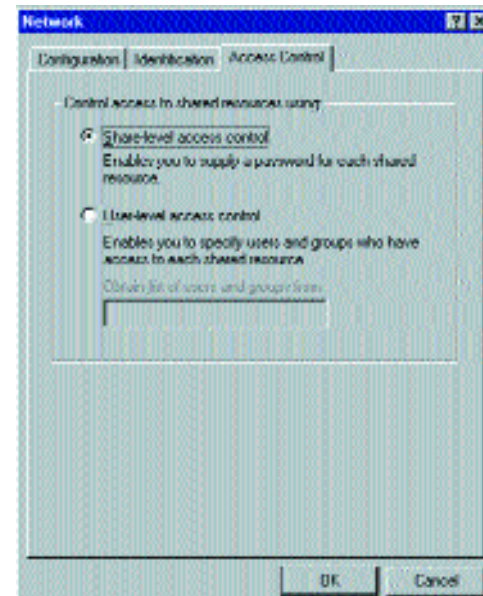 Network
Configuration Identification Access Control
Control access to shared resources using:
Share-level access control
Enables you to supply a password for each shared
resource.
User-level access control
Enables you to specify users and groups who have
access to each shared resource.
Obtain list of users and groups from:
OK Cancel